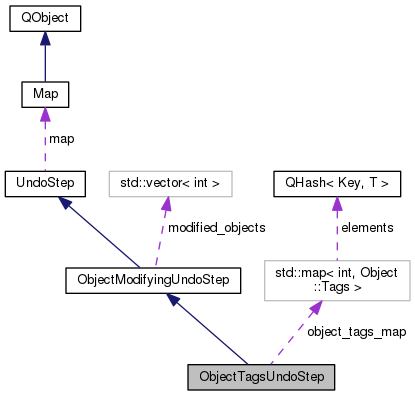 QObject
Map
map
UndoStep
std::vector< int >
QHash< Key, T >
modified_objects
elements
ObjectModifyingUndoStep
std::map< int, Object
::Tags >
object_tags_map
ObjectTagsUndoStep